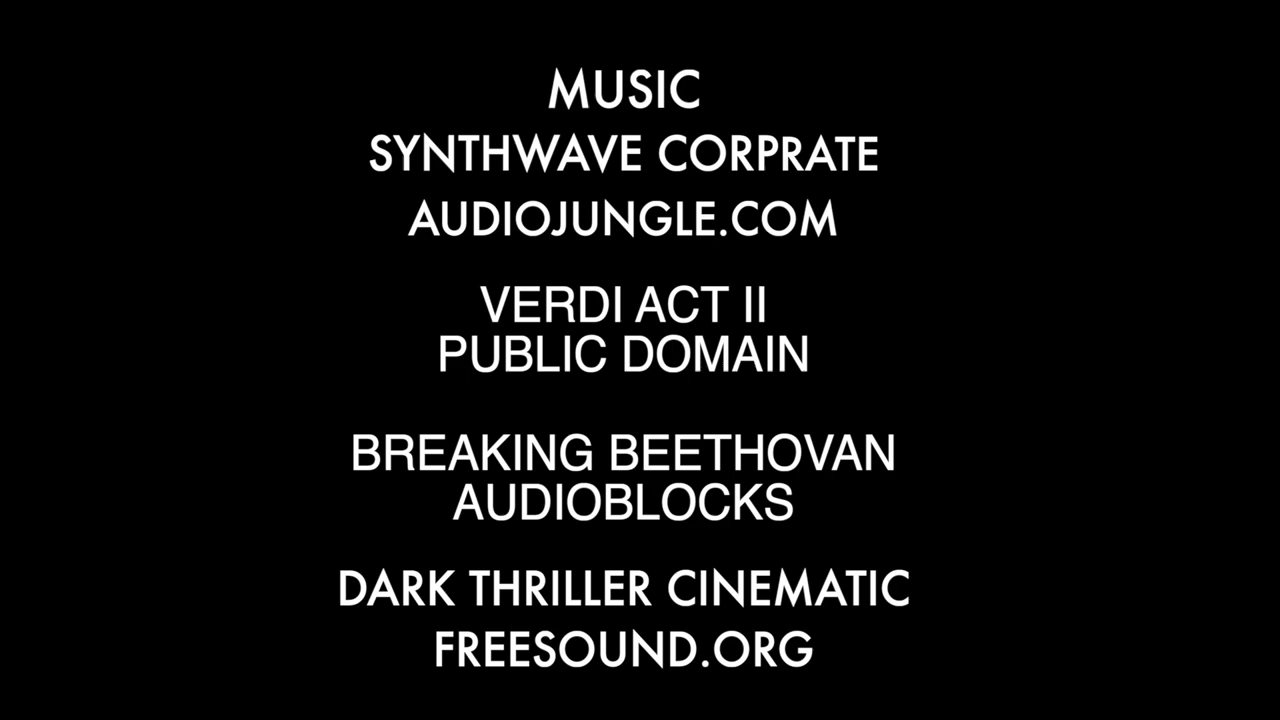 MUSIC
SYNTHWAVE CORPRATE
AUDIOJUNGLE.COM
VERDI ACT II
PUBLIC DOMAIN
BREAKING BEETHOVAN
AUDIOBLOCKS
DARK THRILLER CINEMATIC
FREESOUND.ORG